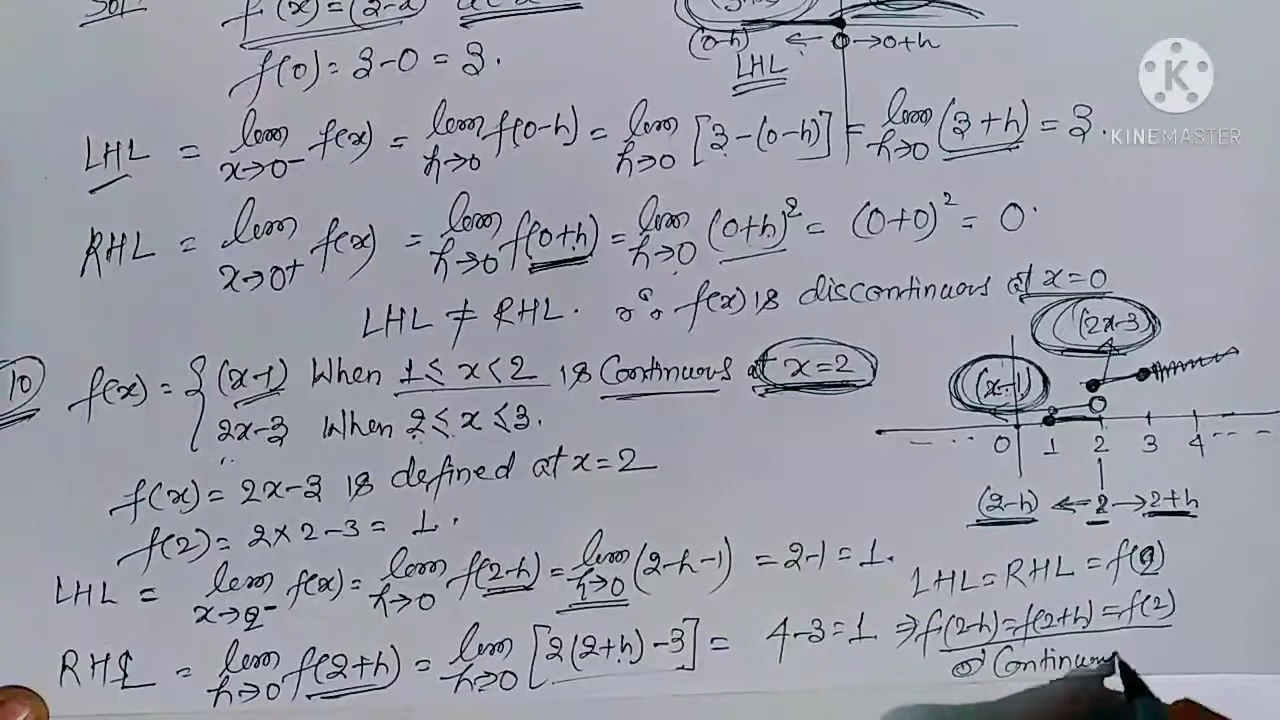 Sol.
f(x)=(3-x) at x
f(0)=3-0=3.
(0-h) ← 0 → 0+h
LHL
LHL = lim x→0⁻ f(x) = lim h→0 f(0-h) = lim h→0 [3-(0-h)] = lim h→0 (3+h) = 3.
KINEMASTER
RHL = lim x→0+ f(x) = lim h→0 f(0+h) = lim h→0 (0+h)² = (0+0)² = 0.
LHL ≠ RHL. ∴ f(x) is discontinuous at x=0
10) f(x) = { (x-1) When 1≤x<2 is Continuous at x=2
2x-3 When 2≤x≤3.
(x-1) (2x-3)
0 1 2 3 4
f(x) = 2x-3 is defined at x=2
(2-h) ← 2 → 2+h
f(2) = 2×2-3 = 1.
LHL = lim x→2⁻ f(x) = lim h→0 f(2-h) = lim h→0 (2-h-1) = 2-1 = 1.
LHL=RHL=f(a)
RHL = lim h→0 f(2+h) = lim h→0 [2(2+h)-3] = 4-3=1 ⇒ f(2-h)=f(2+h)=f(2)
Continuous